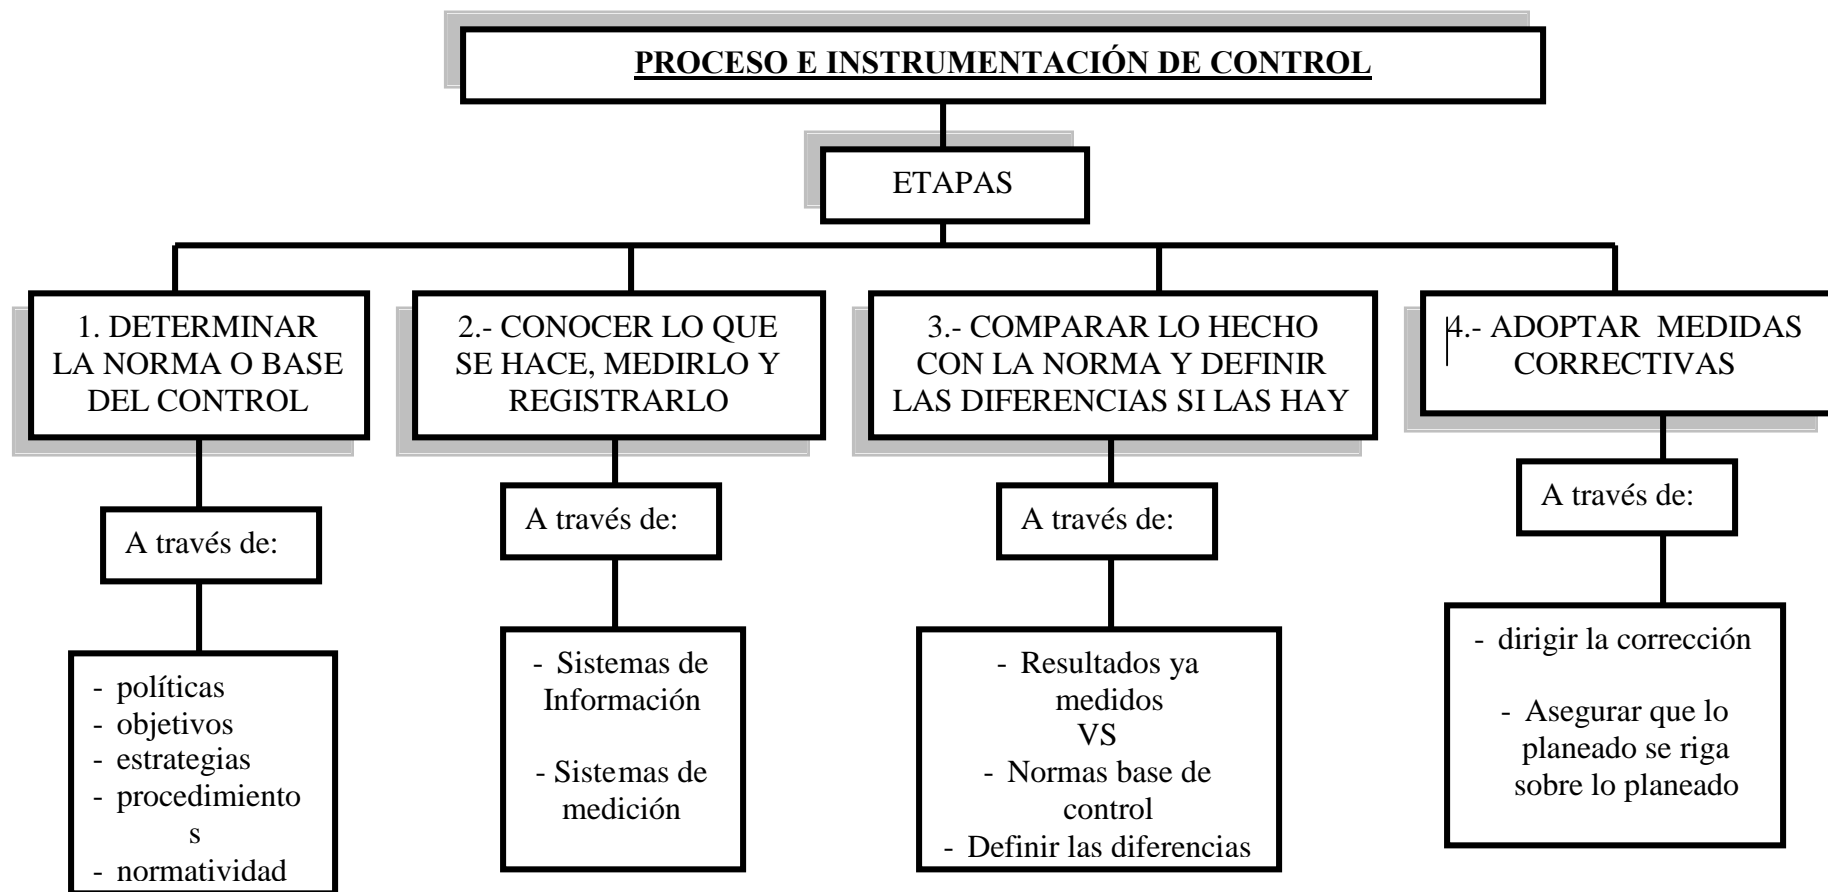 PROCESO E INSTRUMENTACIÓN DE CONTROL
ETAPAS
1. DETERMINAR
LA NORMA O BASE
DEL CONTROL
2.- CONOCER LO QUE
SE HACE, MEDIRLO Y
REGISTRARLO
3.- COMPARAR LO HECHO
CON LA NORMA Y DEFINIR
LAS DIFERENCIAS SI LAS HAY
4.- ADOPTAR MEDIDAS
CORRECTIVAS
A través de:
A través de:
A través de:
A través de:
- políticas
- objetivos
- estrategias
- procedimiento
s
- normatividad
- Sistemas de
Información
- Sistemas de
medición
- Resultados ya
medidos
VS
- Normas base de
control
- Definir las diferencias
- dirigir la corrección
- Asegurar que lo
planeado se riga
sobre lo planeado